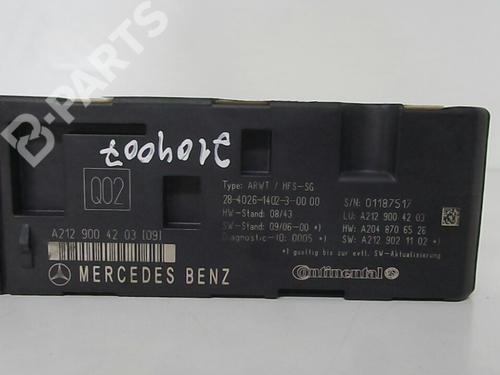 B-PARTS
2104007
Q02
A212 900 42 03 [09]
MERCEDES BENZ
Type: ARWT / HFS-SG
28-4026-1402-3-00 00
HW-Stand: 08/43
SW-Stand: 09/06-00 *)
Diagnostic-ID: 0005 *)
S/N: 01187517
LU: A212 900 42 03
HW: A204 870 65 26
SW: A212 902 11 02 *)
*) gueltig bis zur evtl. SW-Aktualisierung
Continental